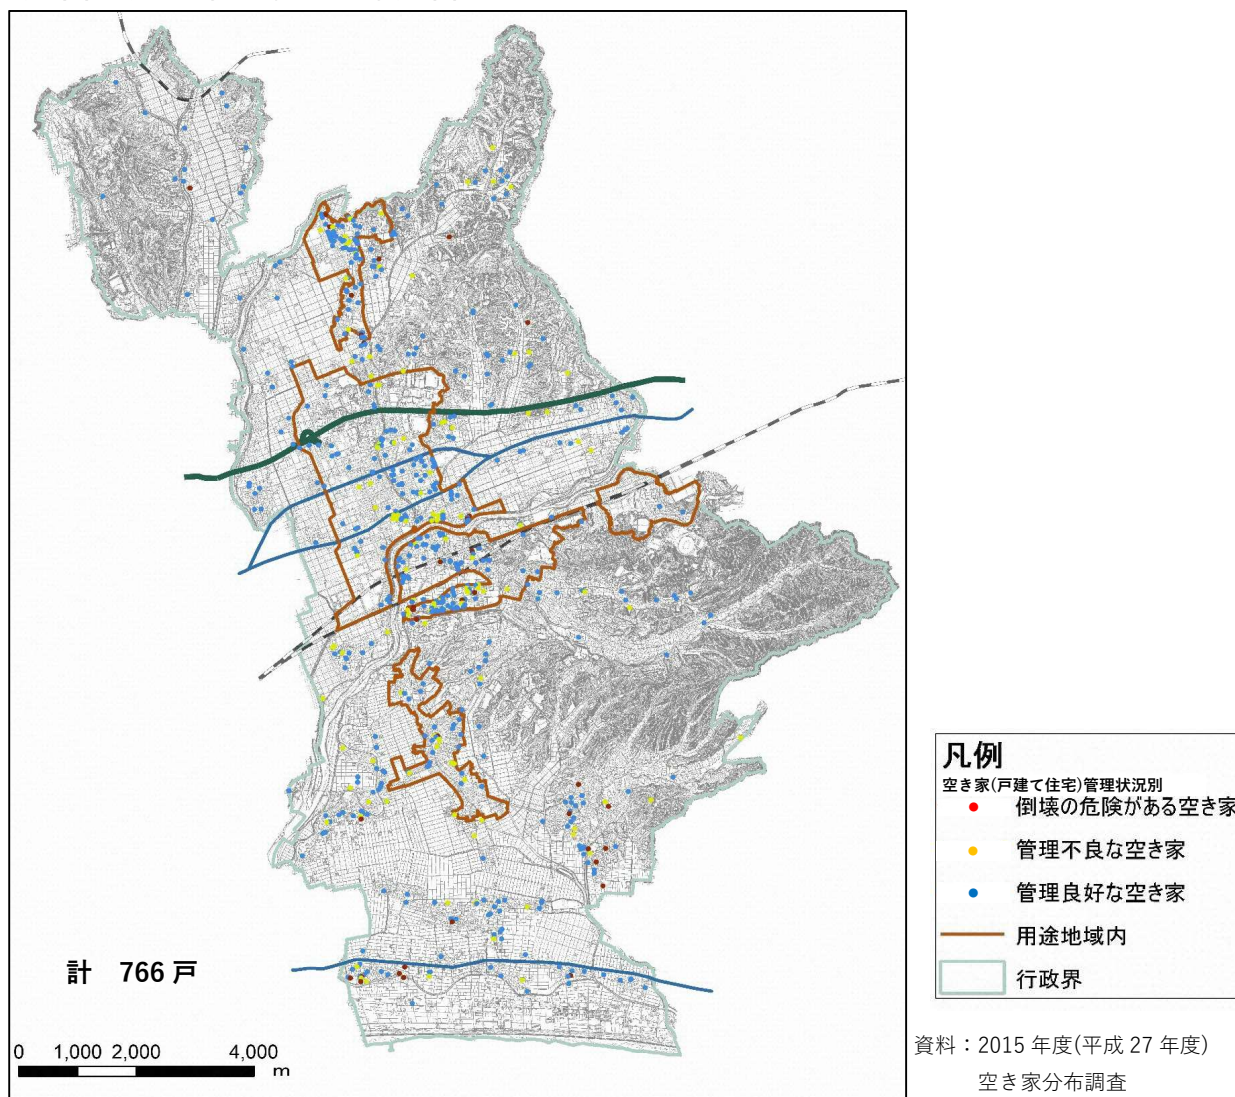 計 766 戸
0 1,000 2,000 4,000
m
凡例
空き家(戸建て住宅)管理状況別
倒壊の危険がある空き家
管理不良な空き家
管理良好な空き家
用途地域内
行政界
資料：2015 年度(平成 27 年度)
空き家分布調査